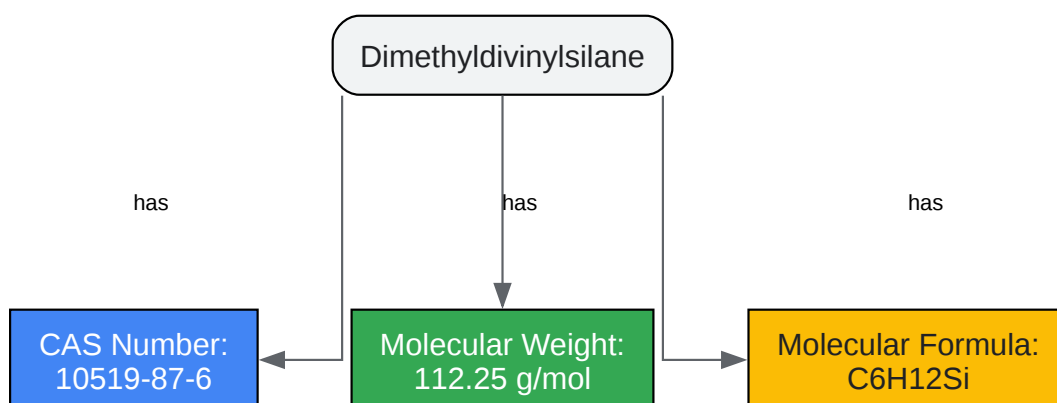 Dimethyldivinylsilane
has
has
has
CAS Number:
10519-87-6
Molecular Weight:
112.25 g/mol
Molecular Formula:
C6H12Si